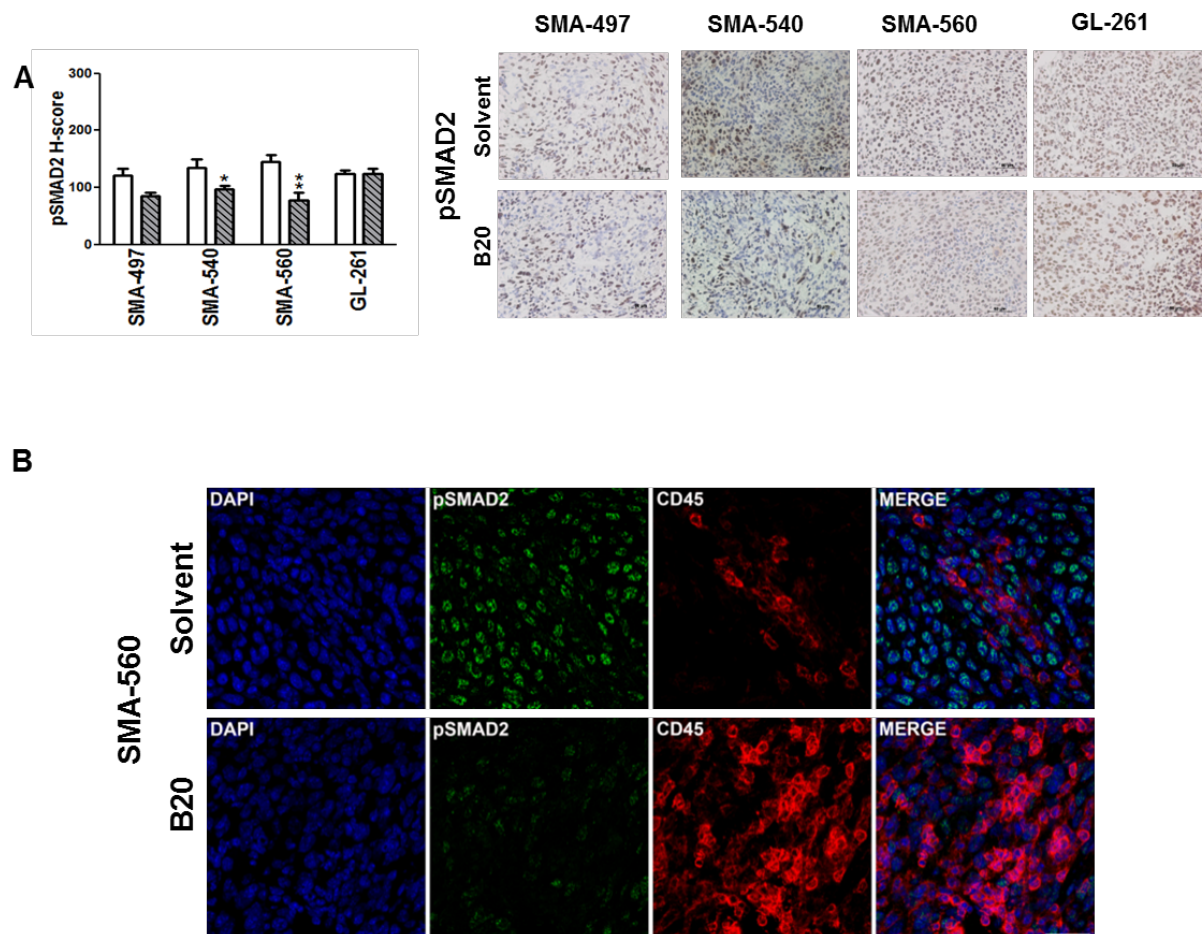 A
pSMAD2 H-score
300
200
100
0
*
**
SMA-497
SMA-540
SMA-560
GL-261
SMA-497 SMA-540 SMA-560 GL-261
pSMAD2
Solvent
B20
B
SMA-560
Solvent
DAPI pSMAD2 CD45 MERGE
B20
DAPI pSMAD2 CD45 MERGE